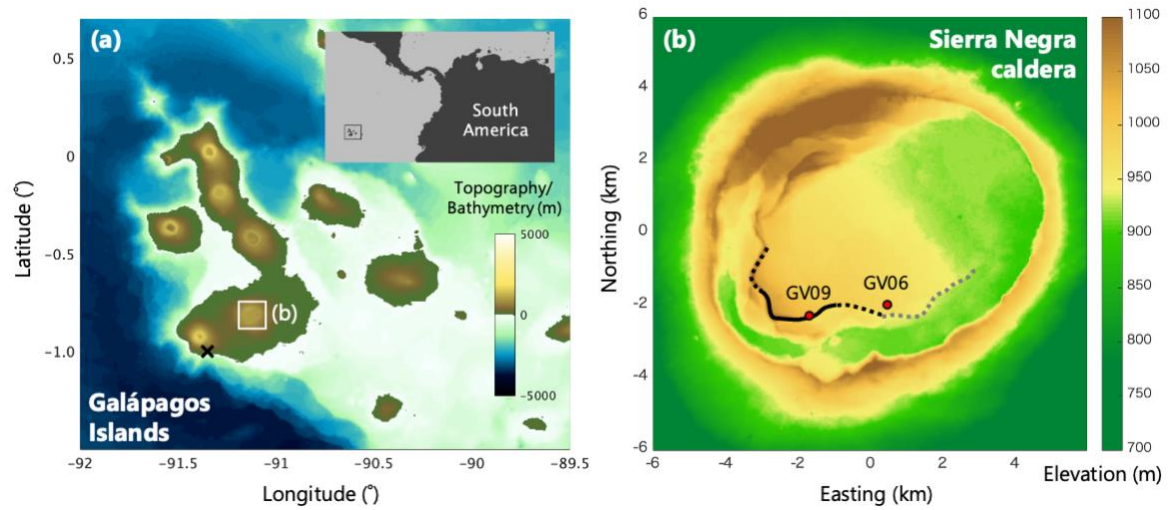 (a)
South
America
Topography/
Bathymetry (m)
5000
0
−5000
(b)
Galápagos
Islands
0.5
0
−0.5
−1.0
Latitude (°)
−92
−91.5
−91
−90.5
−90
−89.5
Longitude (°)
(b)
Sierra Negra
caldera
GV09
GV06
6
4
2
0
-2
-4
-6
Northing (km)
-6
-4
-2
0
2
4
Easting (km)
1100
1050
1000
950
900
850
800
750
700
Elevation (m)